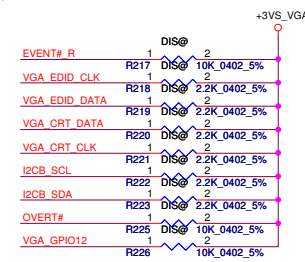 +3VS_VGA
DIS@
EVENT#_R 1 2
R217 DIS@ 10K_0402_5%
VGA_EDID_CLK 1 2
R218 DIS@ 2.2K_0402_5%
VGA_EDID_DATA 1 2
R219 DIS@ 2.2K_0402_5%
VGA_CRT_DATA 1 2
R220 DIS@ 2.2K_0402_5%
VGA_CRT_CLK 1 2
R221 DIS@ 2.2K_0402_5%
I2CB_SCL 1 2
R222 DIS@ 2.2K_0402_5%
I2CB_SDA 1 2
R223 DIS@ 2.2K_0402_5%
OVERT# 1 2
R225 DIS@ 10K_0402_5%
VGA_GPIO12 1 2
R226 10K_0402_5%